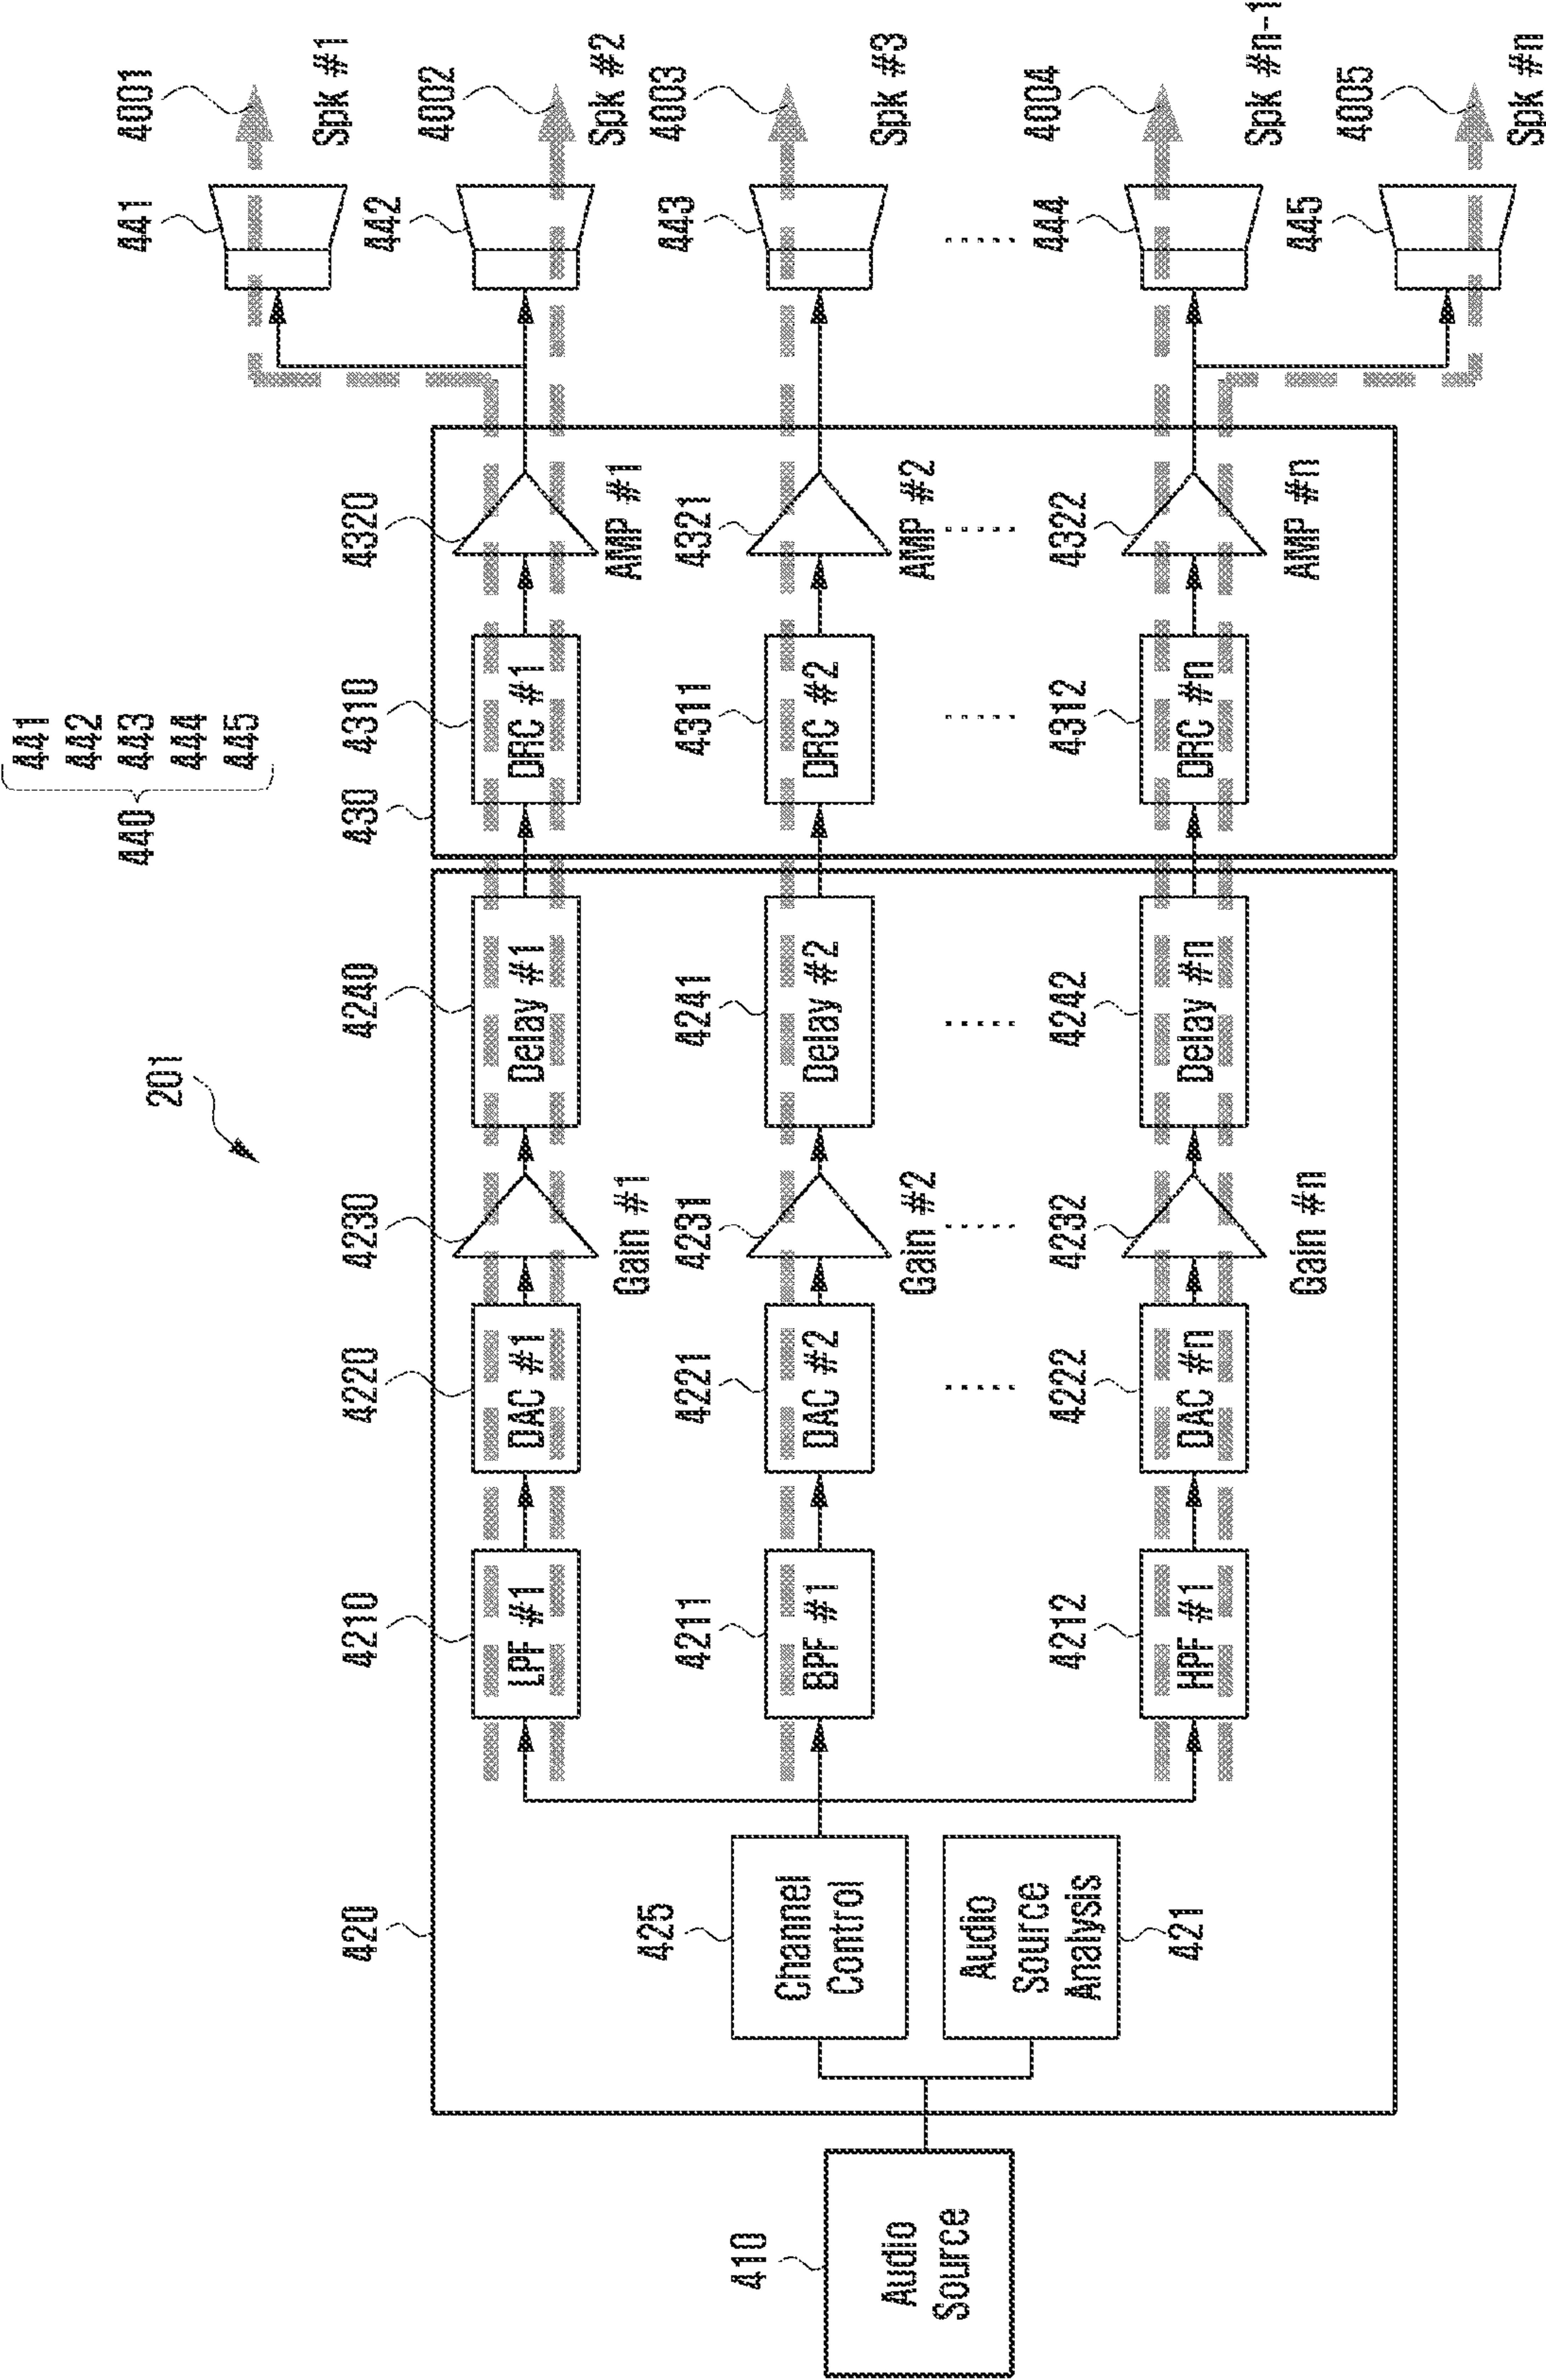 201
440
441
442
443
444
445
420
430
4210
4220
4230
4240
4310
4320
441
4001
LPF #1
DAC #1
Gain #1
Delay #1
DRC #1
AMP #1
Spk #1
442
4002
Spk #2
425
Channel
Control
4211
4221
4231
4241
4311
4321
443
4003
BPF #1
DAC #2
Gain #2
Delay #2
DRC #2
AMP #2
Spk #3
410
Audio
Source
Audio
Source
Analysis
421
4212
4222
4232
4242
4312
4322
444
4004
HPF #1
DAC #n
Gain #n
Delay #n
DRC #n
AMP #n
Spk #n-1
445
4005
Spk #n